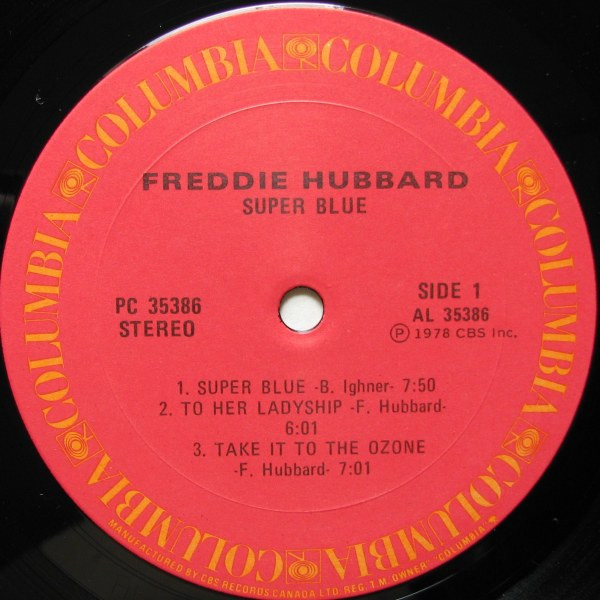 COLUMBIA COLUMBIA COLUMBIA COLUMBIA COLUMBIA COLUMBIA COLUMBIA COLUMBIA
FREDDIE HUBBARD
SUPER BLUE
PC 35386
STEREO
SIDE 1
AL 35386
Ⓟ 1978 CBS Inc.
1. SUPER BLUE -B. Ighner- 7:50
2. TO HER LADYSHIP -F. Hubbard-
6:01
3. TAKE IT TO THE OZONE
-F. Hubbard- 7:01
MANUFACTURED BY CBS RECORDS CANADA LTD. REG. T.M. OWNER - COLUMBIA